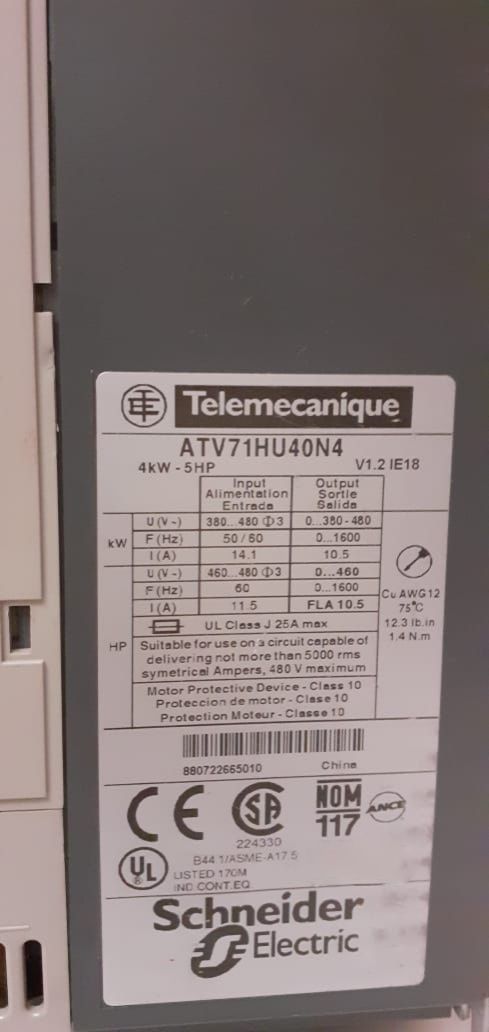 Telemecanique
ATV71HU40N4
4kW - 5HP V1.2 IE18
Input Output
Alimentation Sortie
Entrada Salida
kW U (V~) 380...480 Φ3 0...380 - 480
F (Hz) 50 / 60 0...1600
I (A) 14.1 10.5
HP U (V~) 460...480 Φ3 0...460
F (Hz) 60 0...1600
I (A) 11.5 FLA 10.5
UL Class J 25A max
Suitable for use on a circuit capable of
delivering not more than 5000 rms
symetrical Ampers, 480 V maximum
Motor Protective Device - Class 10
Proteccion de motor - Clase 10
Protection Moteur - Classe 10
Cu AWG12
75°C
12.3 lb.in
1.4 N.m
880722665010 China
CE SA NOM ANCE
117
224330
B44 1/ASME-A17.5
UL LISTED 170M
IND CONT.EQ
Schneider
Electric